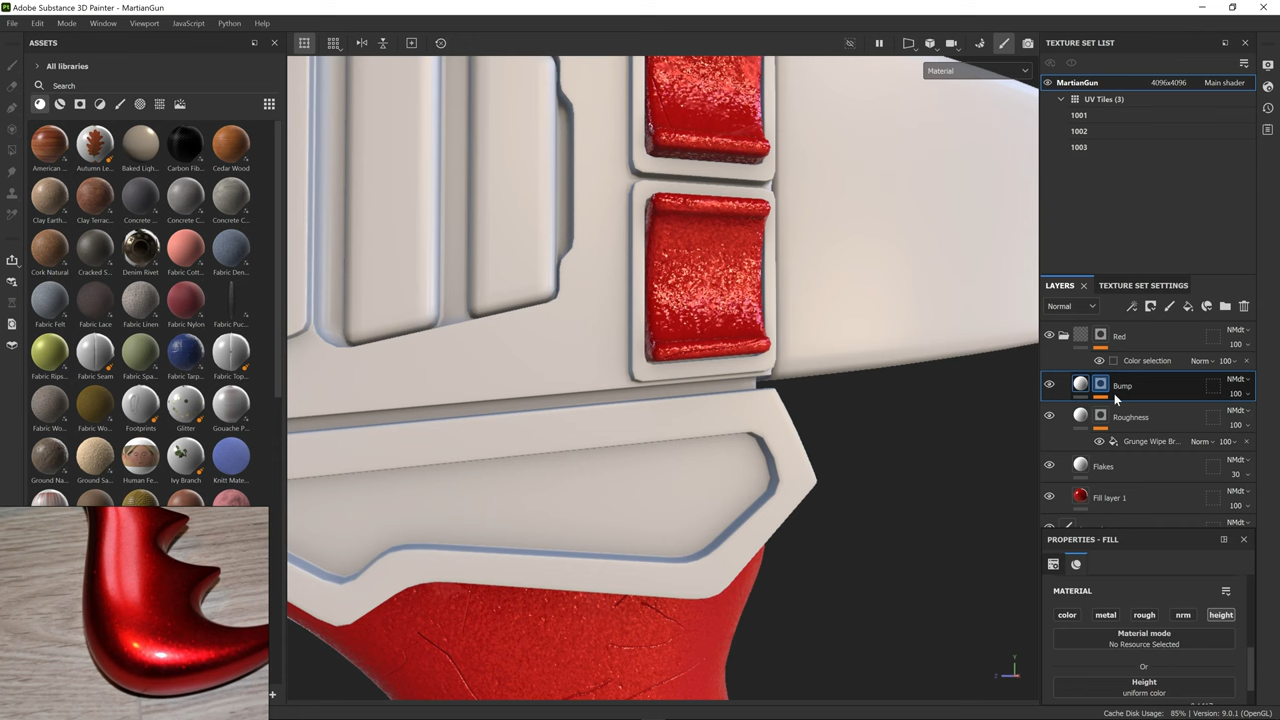 Adobe Substance 3D Painter - MartianGun
File Edit Mode Window Viewport JavaScript Python Help
ASSETS
All libraries
Search
American ... Autumn Le... Baked Ligh... Carbon Fib... Cedar Wood
Clay Earth... Clay Terrac... Concrete ... Concrete C... Concrete C...
Cork Natural Cracked S... Denim Rivet Fabric Cott... Fabric Den...
Fabric Felt Fabric Lace Fabric Linen Fabric Nylon Fabric Puc...
Fabric Rips... Fabric Seam Fabric Spa... Fabric Tarp... Fabric Top...
Fabric Wo... Fabric Wo... Footprints Glitter Gouache P...
Ground Na... Ground Sa... Human Fe... Ivy Branch Knit Mate...
Material
Y
TEXTURE SET LIST
MartianGun 4096x4096 Main shader
UV Tiles (3)
1001
1002
1003
LAYERS TEXTURE SET SETTINGS
Normal
Red NMdt 100
Color selection Norm 100
Bump NMdt 100
Roughness NMdt 100
Grunge Wipe Br... Norm 100
Flakes NMdt 30
Fill layer 1 NMdt 100
NMdt
PROPERTIES - FILL
MATERIAL
color metal rough nrm height
Material mode
No Resource Selected
Or
Height
uniform color
Cache Disk Usage: 85% | Version: 9.0.1 (OpenGL)